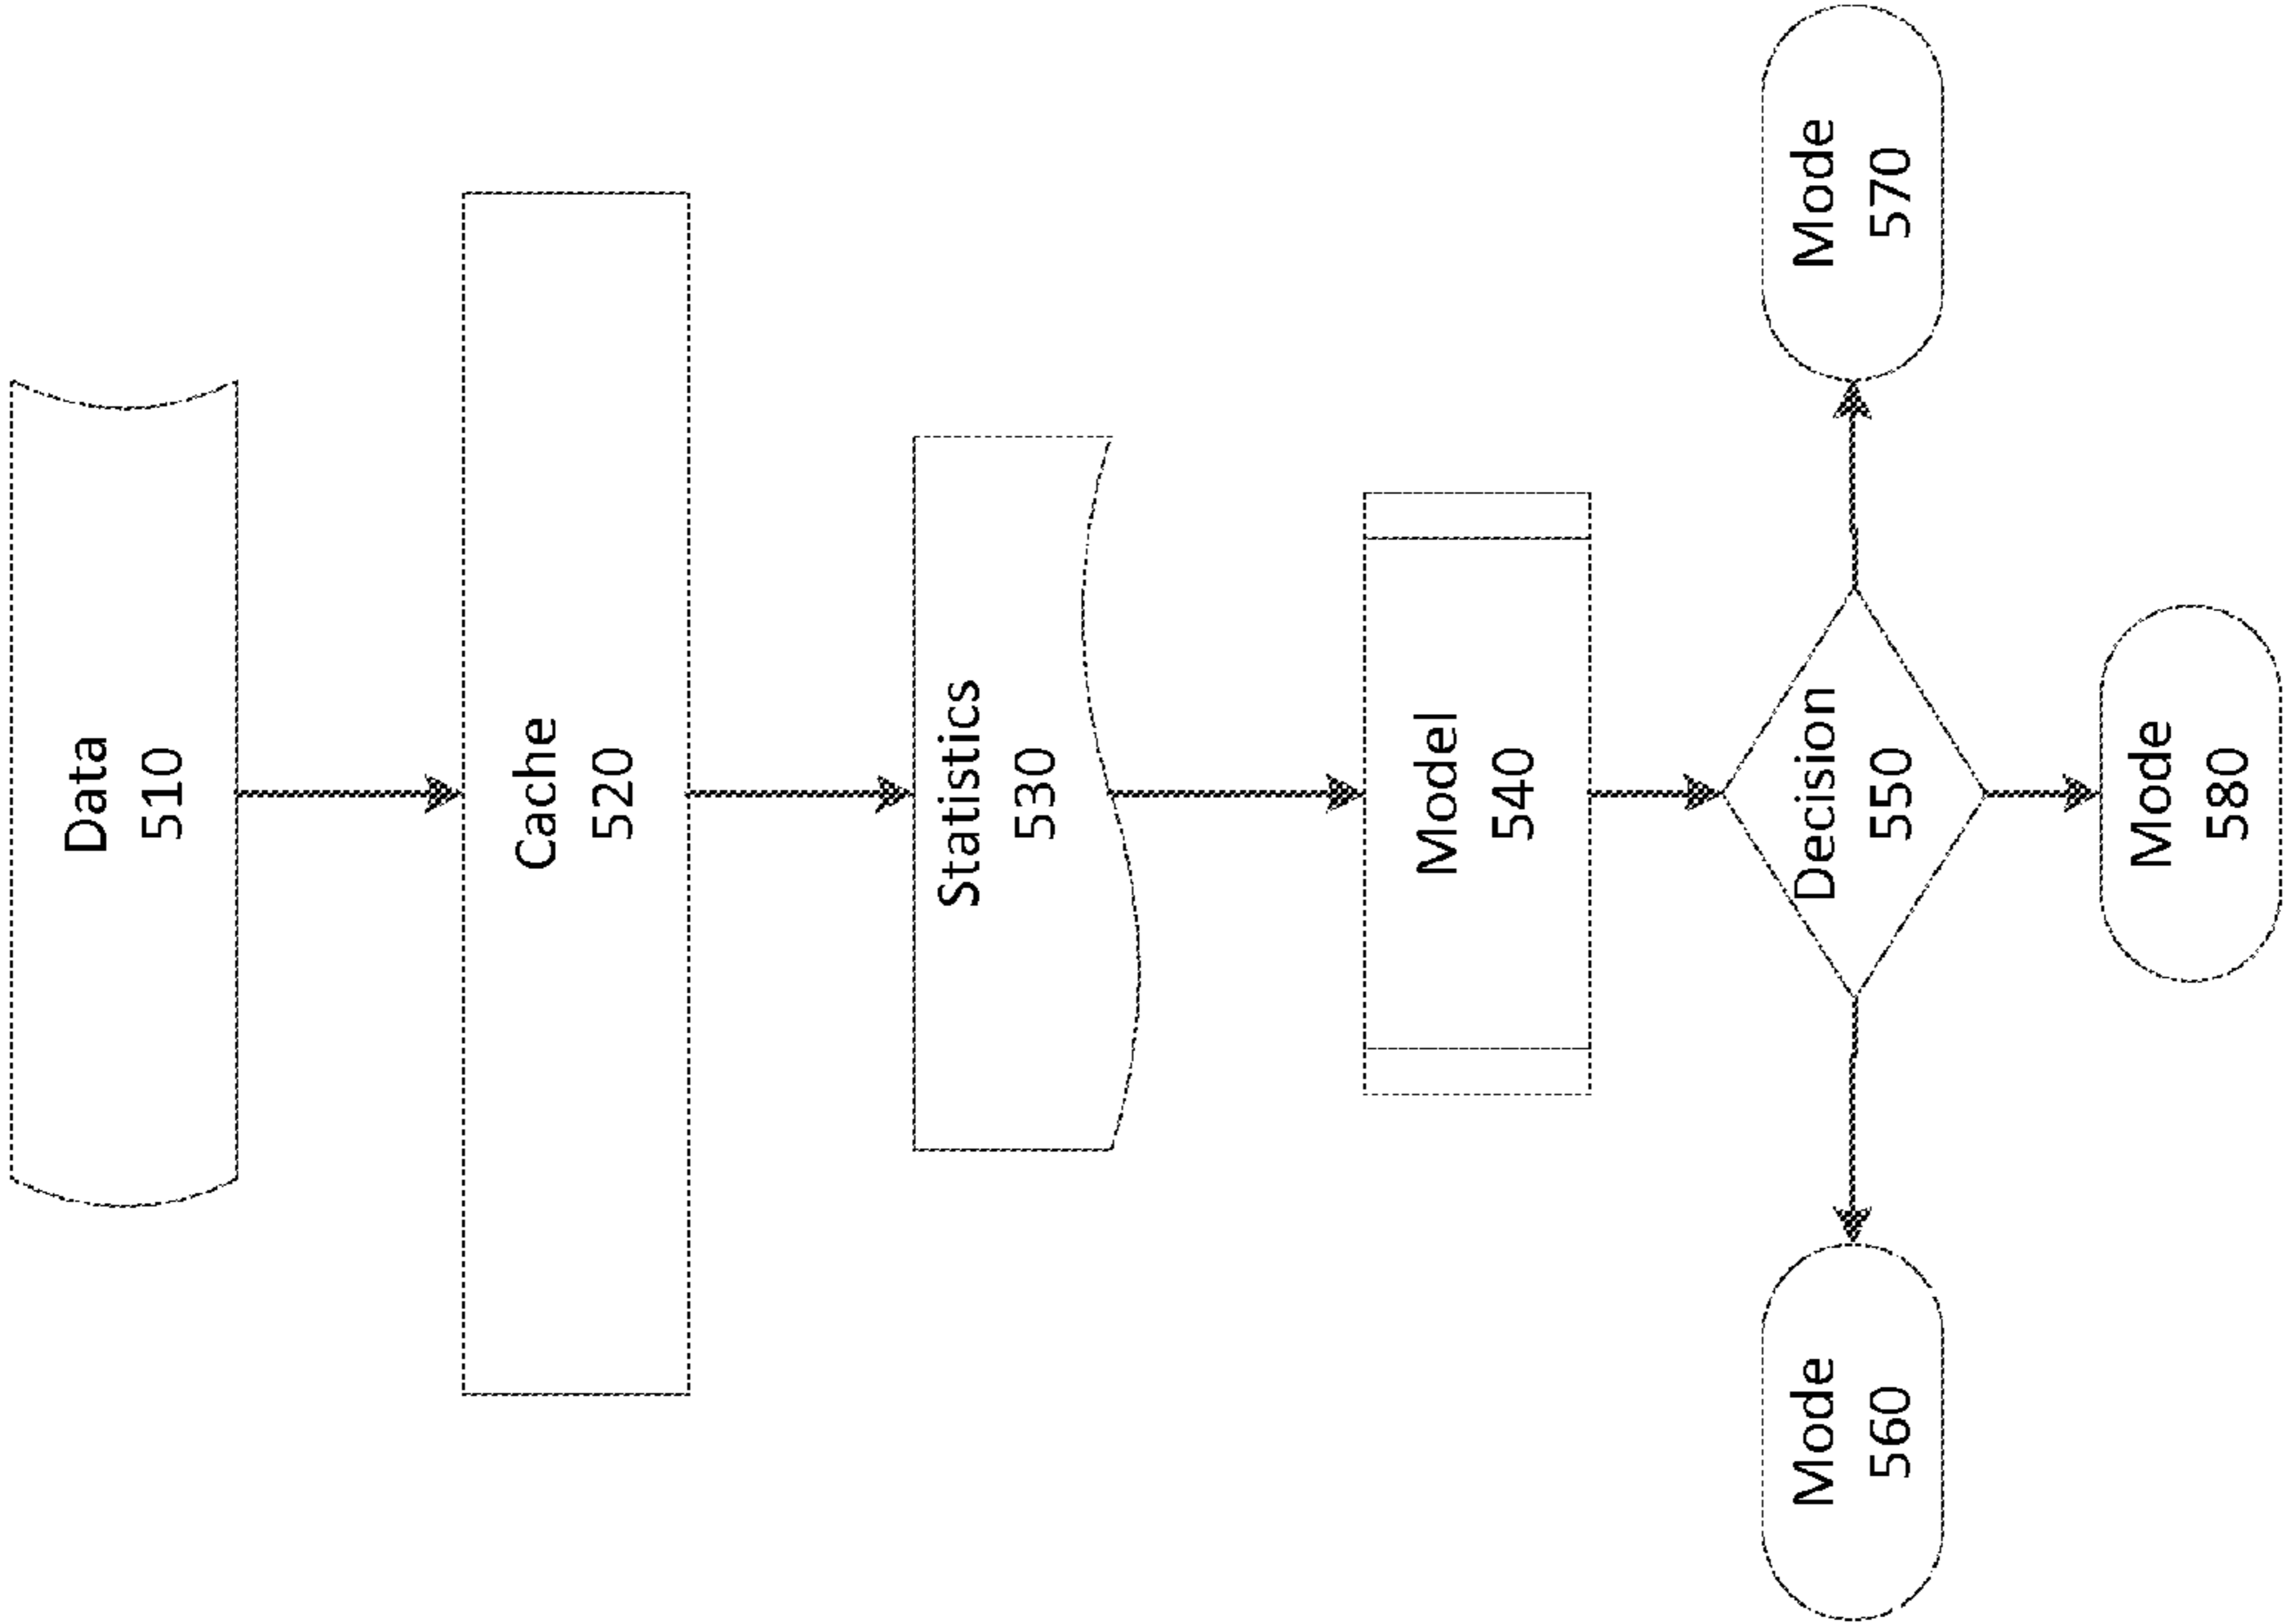 Data
510
Cache
520
Statistics
530
Model
540
Decision
550
Mode
560
Mode
570
Mode
580